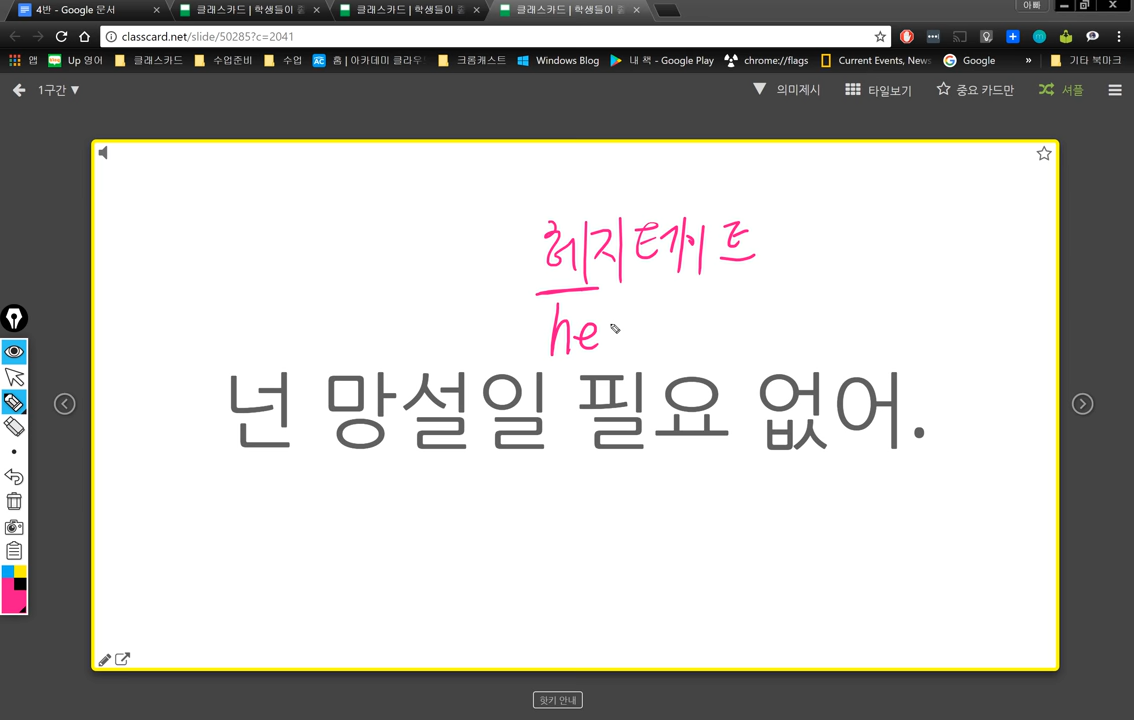 4반 - Google 문서
클래스카드 | 학생들이 좋
클래스카드 | 학생들이 좋
클래스카드 | 학생들이 좋
아빠
classcard.net/slide/50285?c=2041
앱
Up 영어
클래스카드
수업준비
수업
홈 | 아카데미 클라우
크롬캐스트
Windows Blog
내 책 - Google Play
chrome://flags
Current Events, News
Google
»
기타 북마크
1구간 ▼
의미제시
타일보기
중요 카드만
셔플
헤지테이트
he
넌 망설일 필요 없어.
핫키 안내